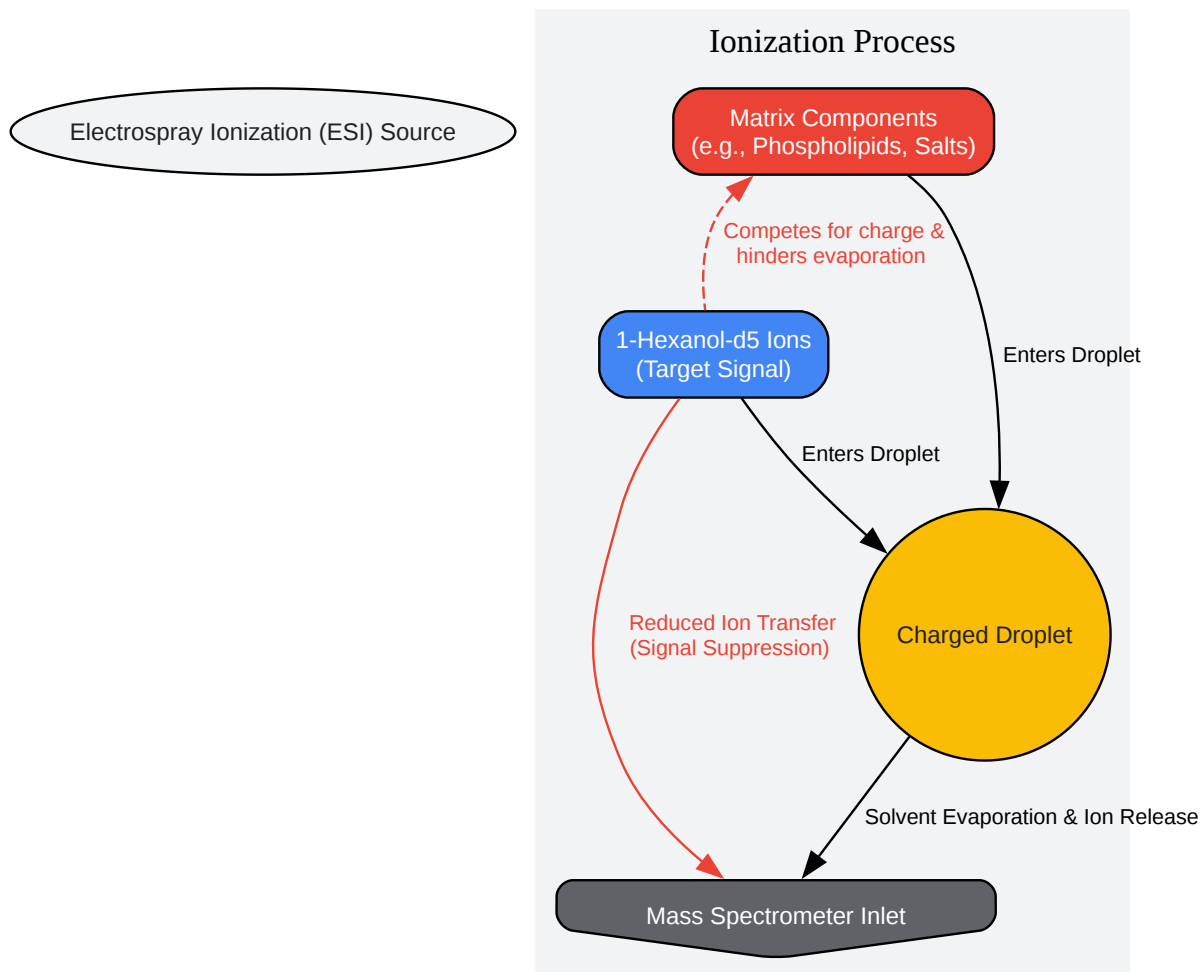 Ionization Process
Electrospray Ionization (ESI) Source
Matrix Components
(e.g., Phospholipids, Salts)
Competes for charge &
hinders evaporation
1-Hexanol-d5 Ions
(Target Signal)
Enters Droplet
Enters Droplet
Reduced Ion Transfer
(Signal Suppression)
Charged Droplet
Solvent Evaporation & Ion Release
Mass Spectrometer Inlet